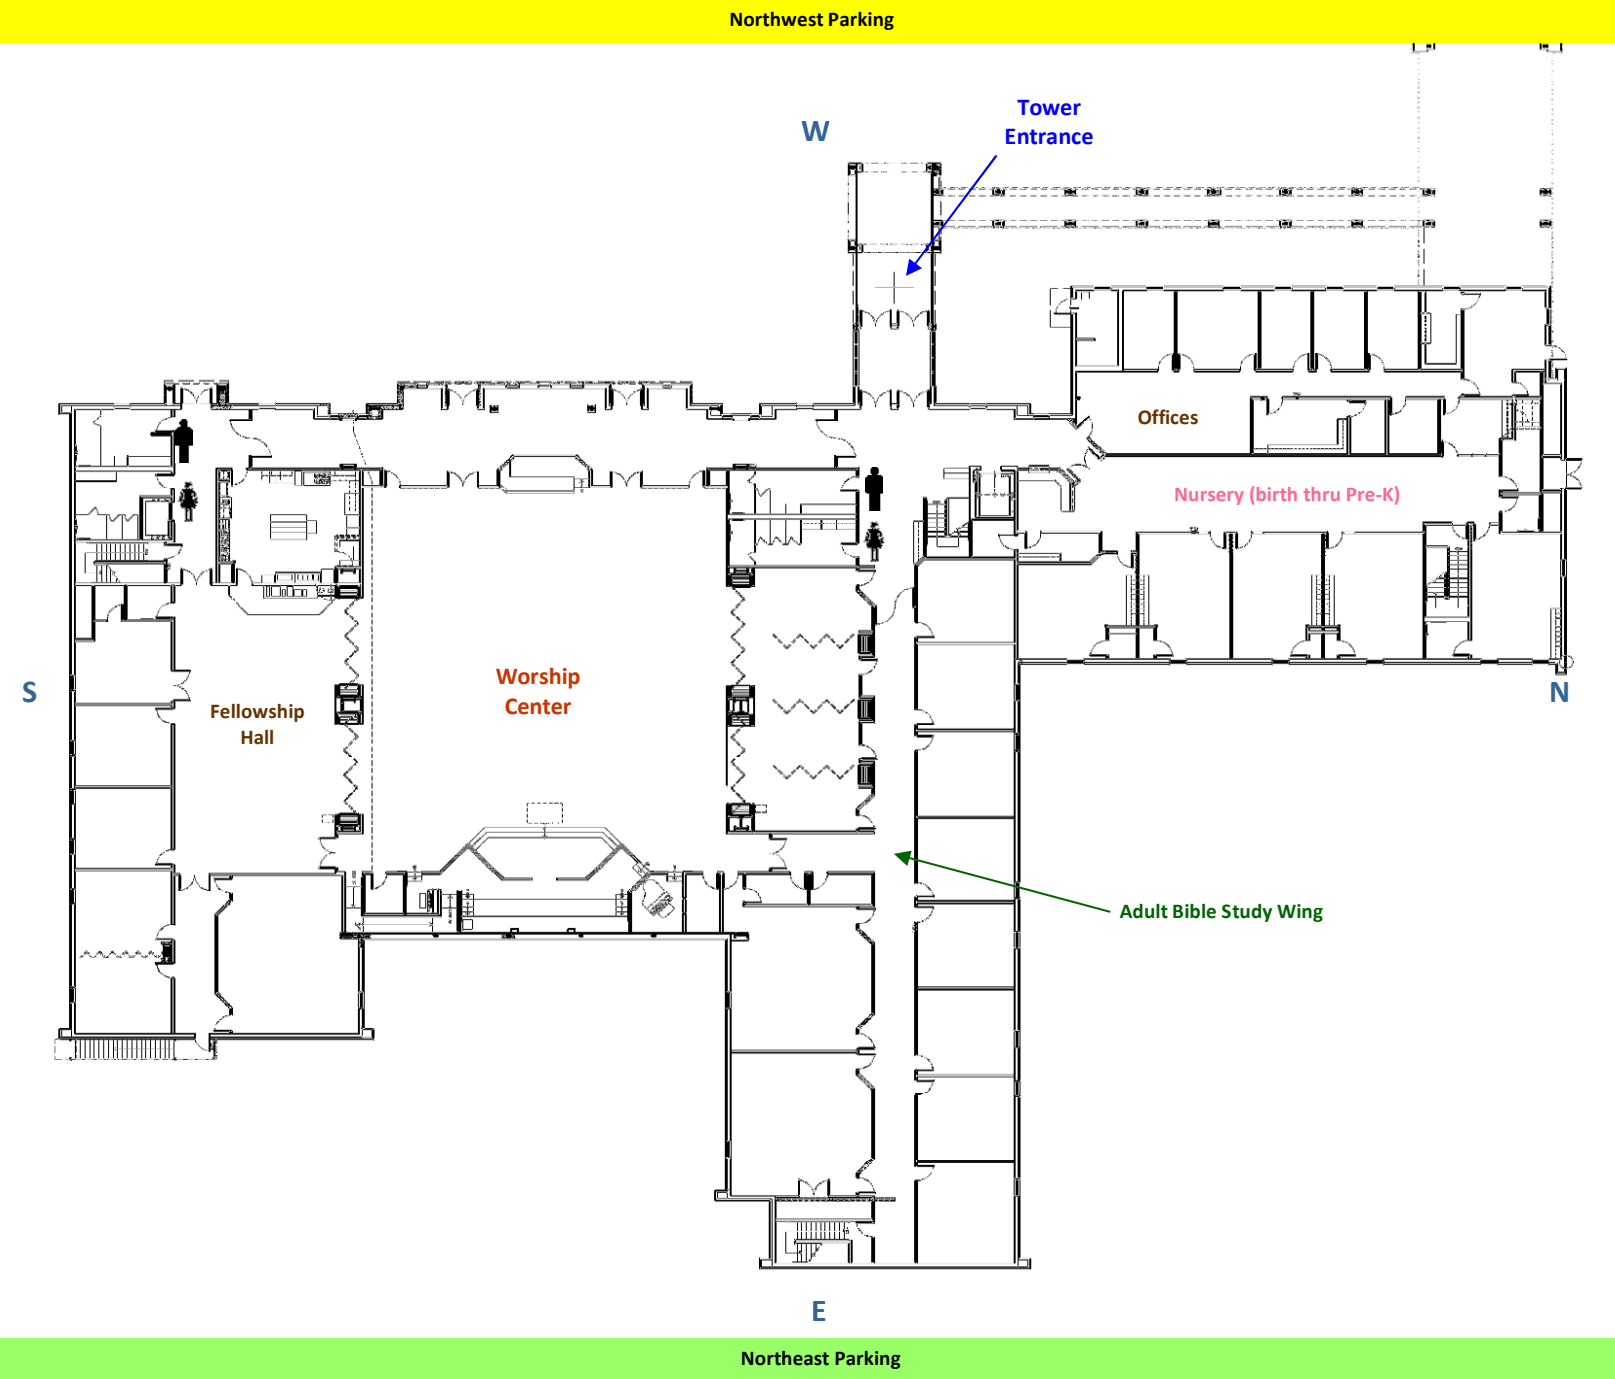 Northwest Parking
Tower
Entrance
W
Offices
Nursery (birth thru Pre-K)
Worship
Center
S
N
Fellowship
Hall
Adult Bible Study Wing
E
Northeast Parking